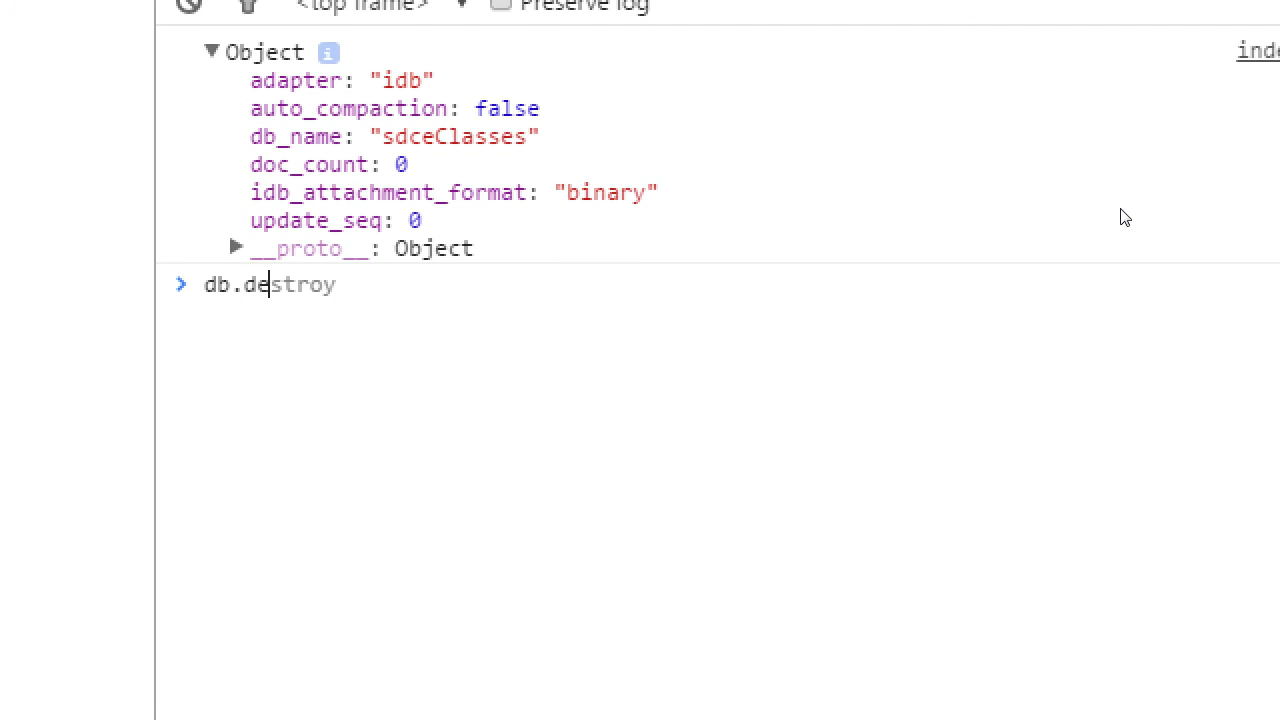 <top frame> ▼ Preserve log
▼ Object i
adapter: "idb"
auto_compaction: false
db_name: "sdceClasses"
doc_count: 0
idb_attachment_format: "binary"
update_seq: 0
▶ __proto__: Object
> db.destroy